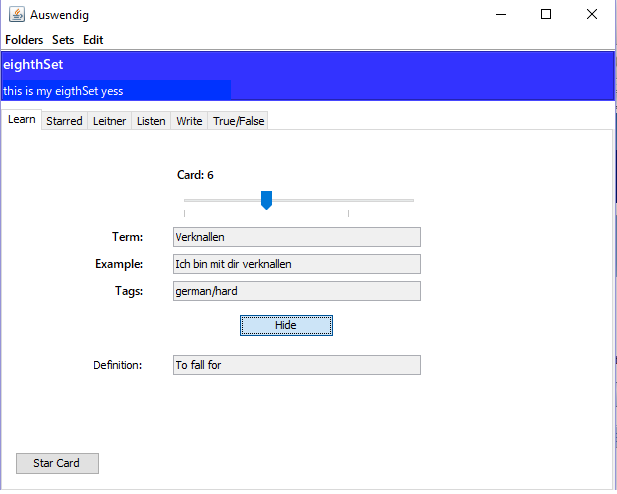 Auswendig
Folders Sets Edit
eighthSet
this is my eigthSet yess
Learn Starred Leitner Listen Write True/False
Card: 6
Term: Verknallen
Example: Ich bin mit dir verknallen
Tags: german/hard
Hide
Definition: To fall for
Star Card